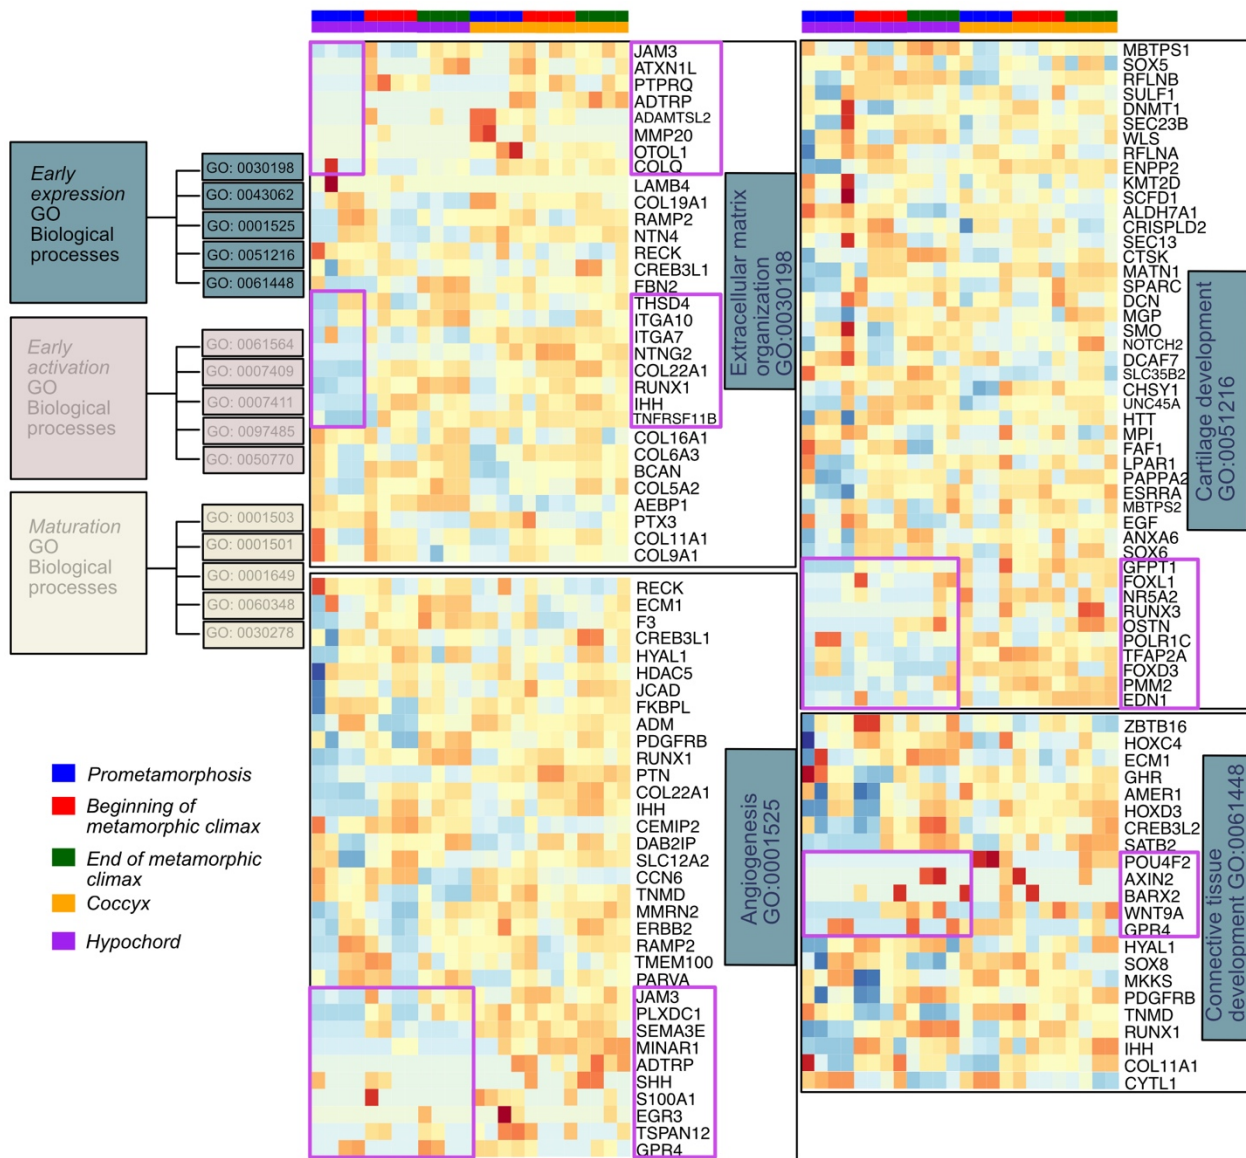 Early
expression
GO
Biological
processes
GO: 0030198
GO: 0043062
GO: 0001525
GO: 0051216
GO: 0061448
Early
activation
GO
Biological
processes
GO: 0061564
GO: 0007409
GO: 0007411
GO: 0097485
GO: 0050770
Maturation
GO
Biological
processes
GO: 0001503
GO: 0001501
GO: 0001649
GO: 0060348
GO: 0030278
Prometamorphosis
Beginning of
metamorphic climax
End of metamorphic
climax
Coccyx
Hypochord
JAM3
ATXN1L
PTPRQ
ADTRP
ADAMTSL2
MMP20
OTOL1
COLQ
LAMB4
COL19A1
RAMP2
NTN4
RECK
CREB3L1
FBN2
THSD4
ITGA10
ITGA7
NTNG2
COL22A1
RUNX1
IHH
TNFRSF11B
COL16A1
COL6A3
BCAN
COL5A2
AEBP1
PTX3
COL11A1
COL9A1
Extracellular matrix
organization
GO:0030198
RECK
ECM1
F3
CREB3L1
HYAL1
HDAC5
JCAD
FKBPL
ADM
PDGFRB
RUNX1
PTN
COL22A1
IHH
CEMIP2
DAB2IP
SLC12A2
CCN6
TNMD
MMRN2
ERBB2
RAMP2
TMEM100
PARVA
JAM3
PLXDC1
SEMA3E
MINAR1
ADTRP
SHH
S100A1
EGR3
TSPAN12
GPR4
Angiogenesis
GO:0001525
MBTPS1
SOX5
RFLNB
SULF1
DNMT1
SEC23B
WLS
RFLNA
ENPP2
KMT2D
SCFD1
ALDH7A1
CRISPLD2
SEC13
CTSK
MATN1
SPARC
DCN
MGP
SMO
NOTCH2
DCAF7
SLC35B2
CHSY1
UNC45A
HTT
MPI
FAF1
LPAR1
PAPPA2
ESRRA
MBTPS2
EGF
ANXA6
SOX6
GFPT1
FOXL1
NR5A2
RUNX3
OSTN
POLR1C
TFAP2A
FOXD3
PMM2
EDN1
Cartilage development
GO:0051216
ZBTB16
HOXC4
ECM1
GHR
AMER1
HOXD3
CREB3L2
SATB2
POU4F2
AXIN2
BARX2
WNT9A
GPR4
HYAL1
SOX8
MKKS
PDGFRB
TNMD
RUNX1
IHH
COL11A1
CYTL1
Connective tissue
development GO:0061448